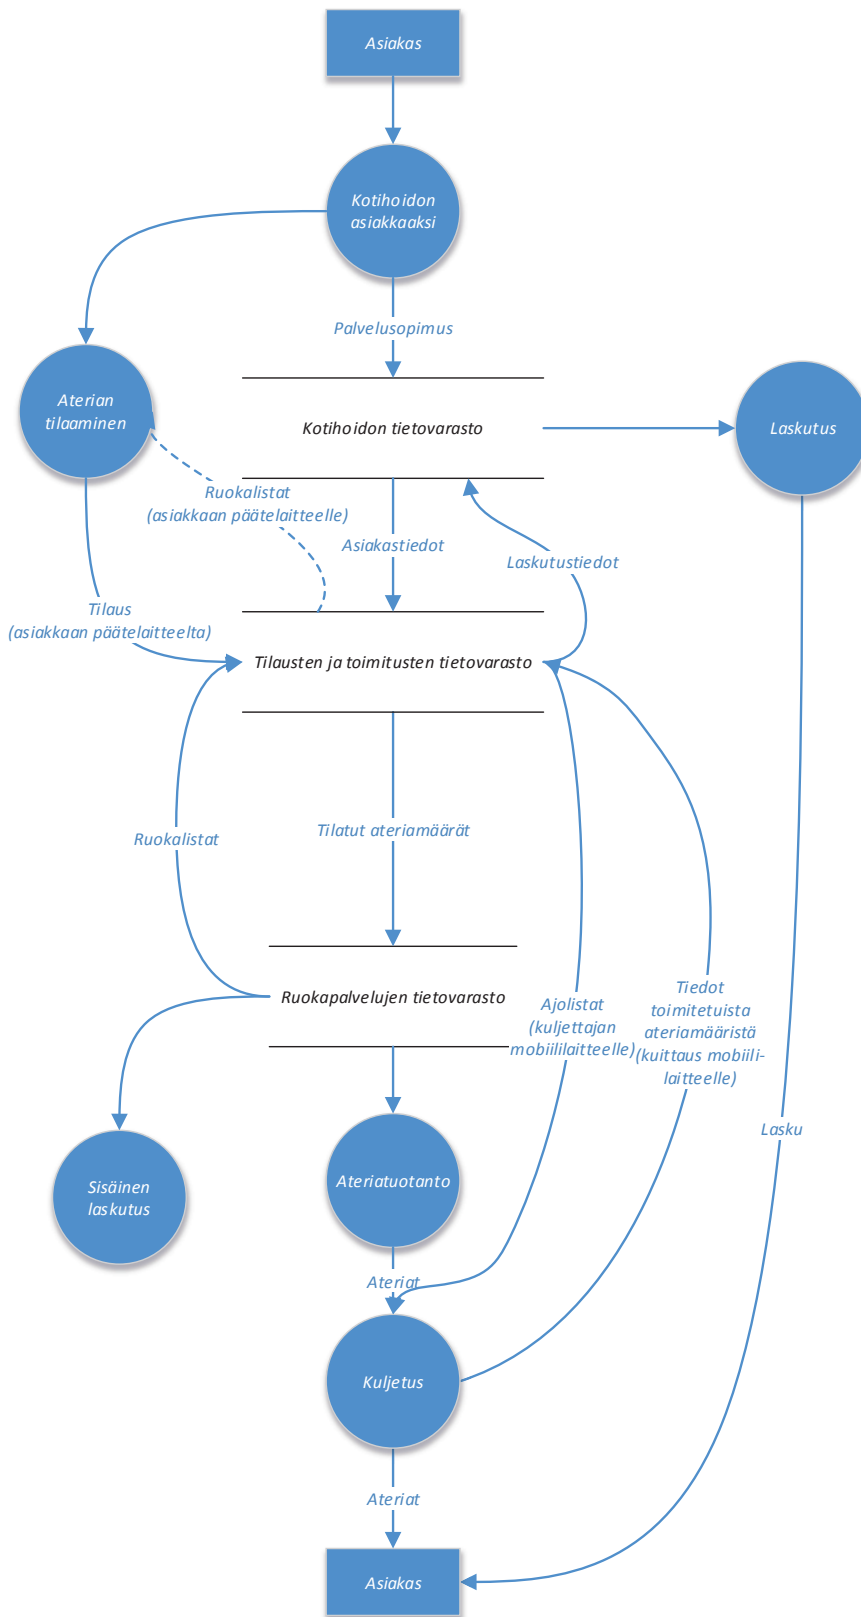 Asiakas
Kotihoidon
asiakkaaksi
Palvelusopimus
Aterian
tilaaminen
Kotihoidon tietovarasto
Laskutus
Ruokalistat
(asiakkaan päätelaitteelle)
Asiakastiedot
Laskutustiedot
Tilaus
(asiakkaan päätelaitteelta)
Tilausten ja toimitusten tietovarasto
Ruokalistat
Tilatut ateriamäärät
Ruokapalvelujen tietovarasto
Ajolistat
(kuljettajan
mobiililaitteelle)
Tiedot
toimitetuista
ateriamääristä
(kuittaus mobiili-
laitteelle)
Lasku
Sisäinen
laskutus
Ateriatuotanto
Ateriat
Kuljetus
Ateriat
Asiakas